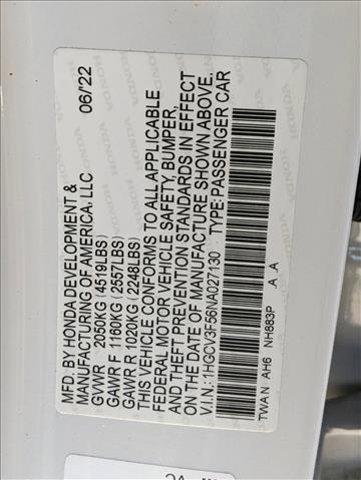 MFD. BY HONDA DEVELOPMENT & 06/22
MANUFACTURING OF AMERICA, LLC
GVWR 2050KG (4519LBS)
GAWR F 1160KG (2557LBS)
GAWR R 1020KG (2248LBS)
THIS VEHICLE CONFORMS TO ALL APPLICABLE
FEDERAL MOTOR VEHICLE SAFETY, BUMPER,
AND THEFT PREVENTION STANDARDS IN EFFECT
ON THE DATE OF MANUFACTURE SHOWN ABOVE.
V.I.N.: 1HGCV3F56NA027130 TYPE: PASSENGER CAR
TWAN AH6 NH883P A .A